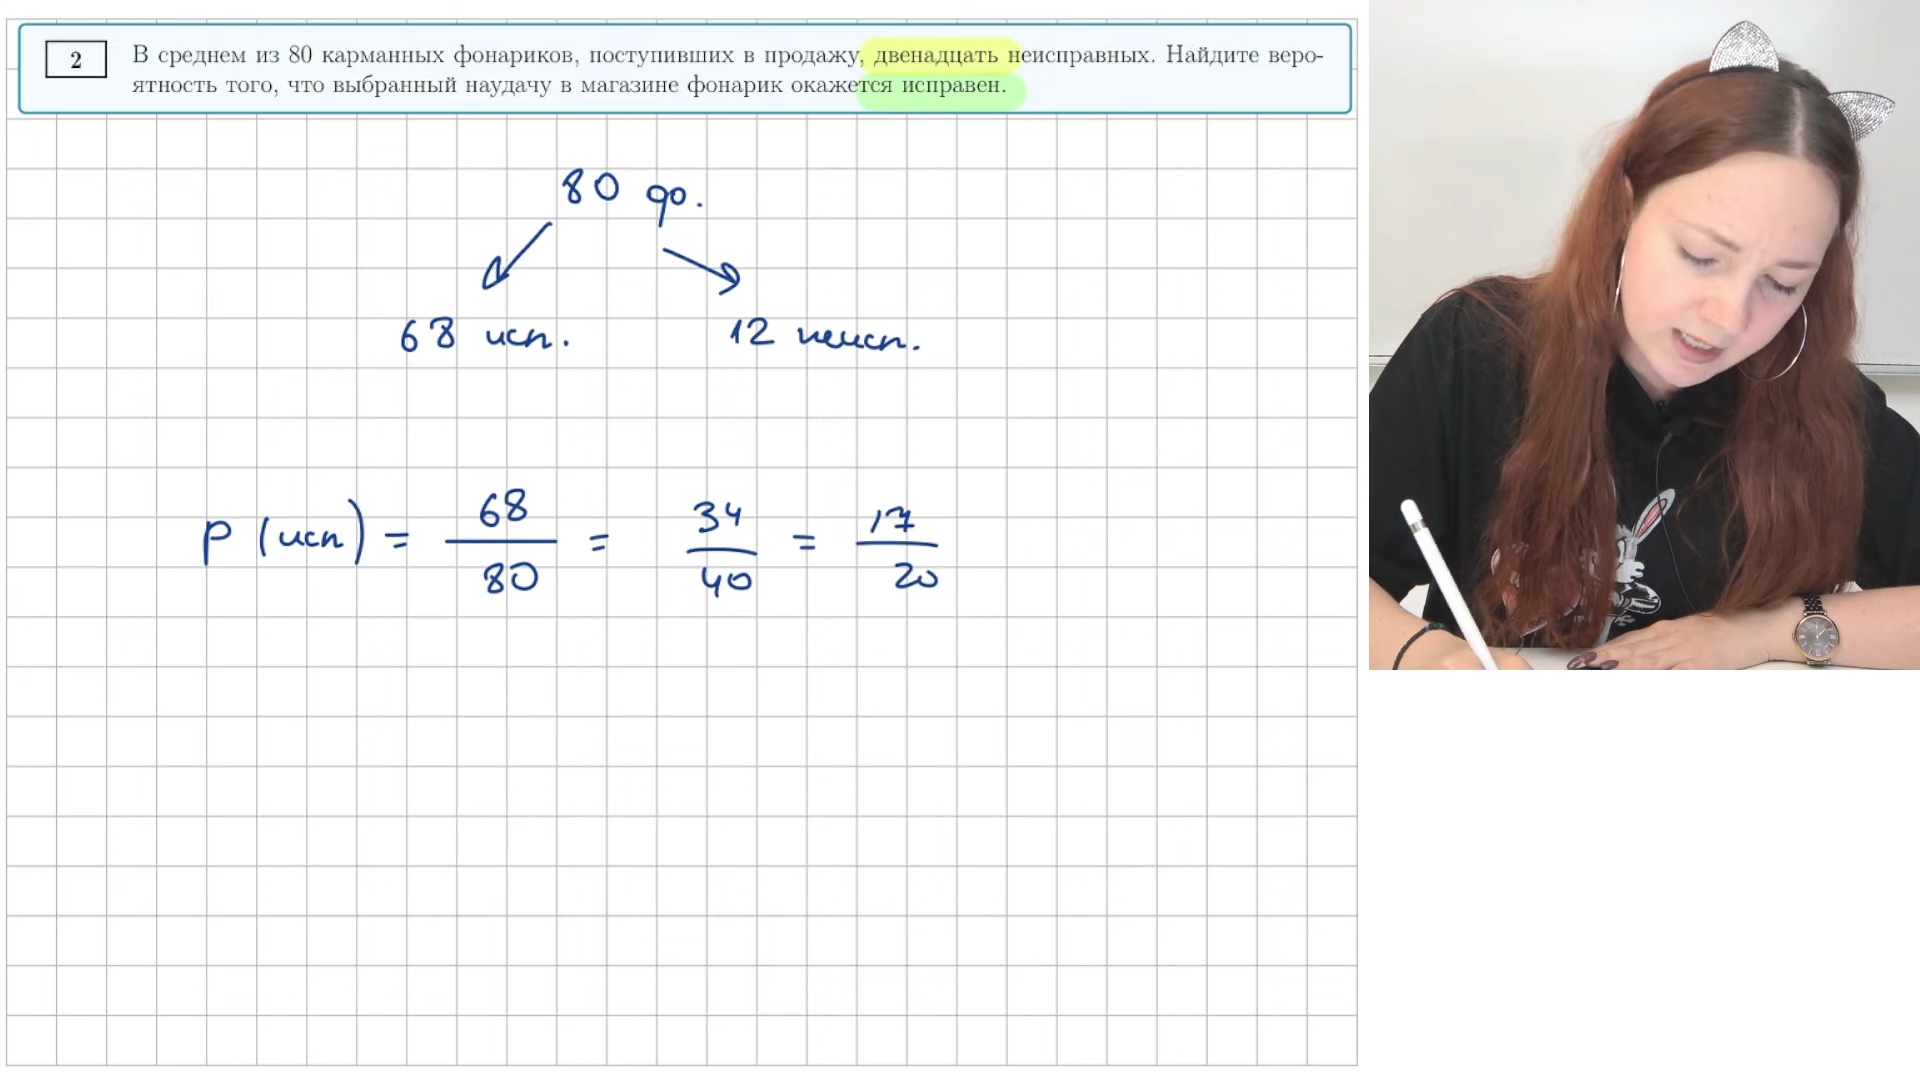 2 В среднем из 80 карманных фонариков, поступивших в продажу, двенадцать неисправных. Найдите веро-
ятность того, что выбранный наудачу в магазине фонарик окажется исправен.
80 фо.
68 исп. 12 неисп.
P (исп) = 68/80 = 34/40 = 17/20